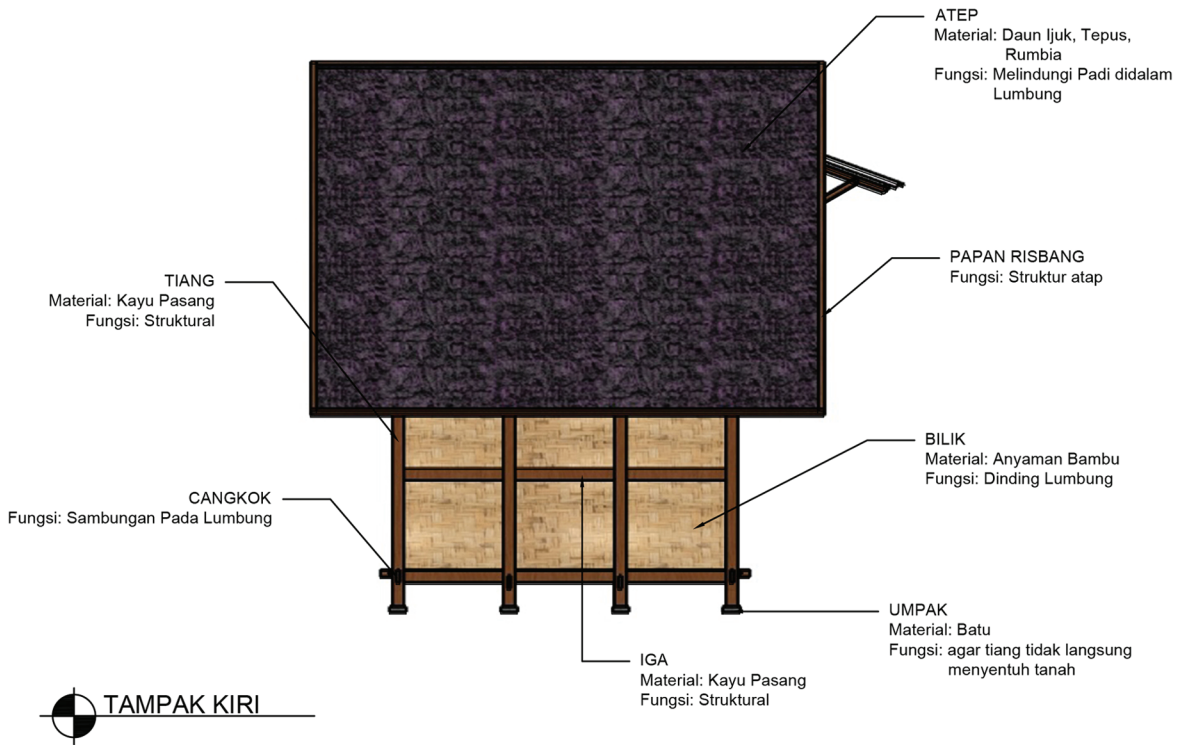 ATEP
Material: Daun Ijuk, Tepus,
Rumbia
Fungsi: Melindungi Padi didalam
Lumbung
PAPAN RISBANG
Fungsi: Struktur atap
TIANG
Material: Kayu Pasang
Fungsi: Struktural
BILIK
Material: Anyaman Bambu
Fungsi: Dinding Lumbung
CANGKOK
Fungsi: Sambungan Pada Lumbung
UMPAK
Material: Batu
Fungsi: agar tiang tidak langsung
menyentuh tanah
IGA
Material: Kayu Pasang
Fungsi: Struktural
TAMPAK KIRI